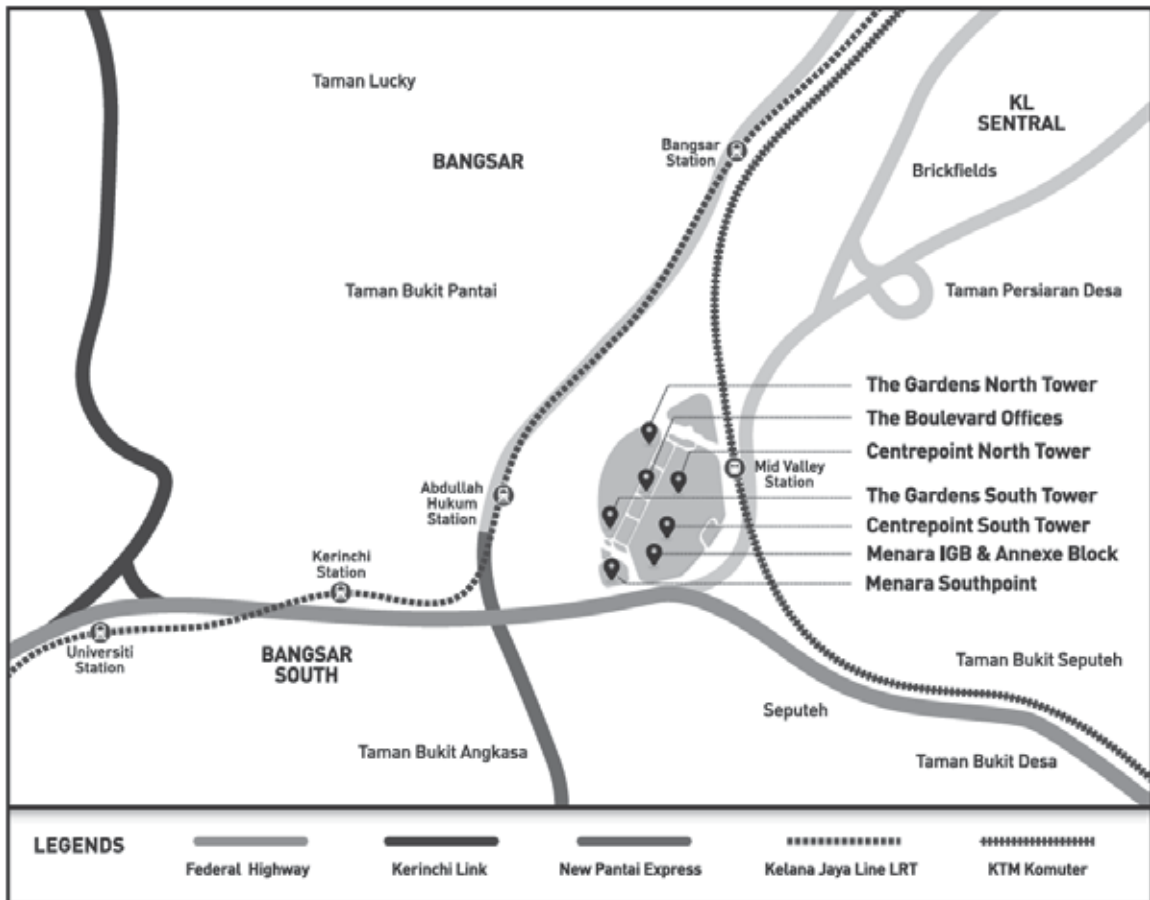 Taman Lucky
BANGSAR
Bangsar
Station
KL
SENTRAL
Brickfields
Taman Bukit Pantai
Taman Persiaran Desa
The Gardens North Tower
The Boulevard Offices
Centrepoint North Tower
Mid Valley
Station
Abdullah
Hukum
Station
The Gardens South Tower
Centrepoint South Tower
Menara IGB & Annexe Block
Menara Southpoint
Kerinchi
Station
Universiti
Station
BANGSAR
SOUTH
Taman Bukit Seputeh
Seputeh
Taman Bukit Angkasa
Taman Bukit Desa
LEGENDS
Federal Highway
Kerinchi Link
New Pantai Express
Kelana Jaya Line LRT
KTM Komuter